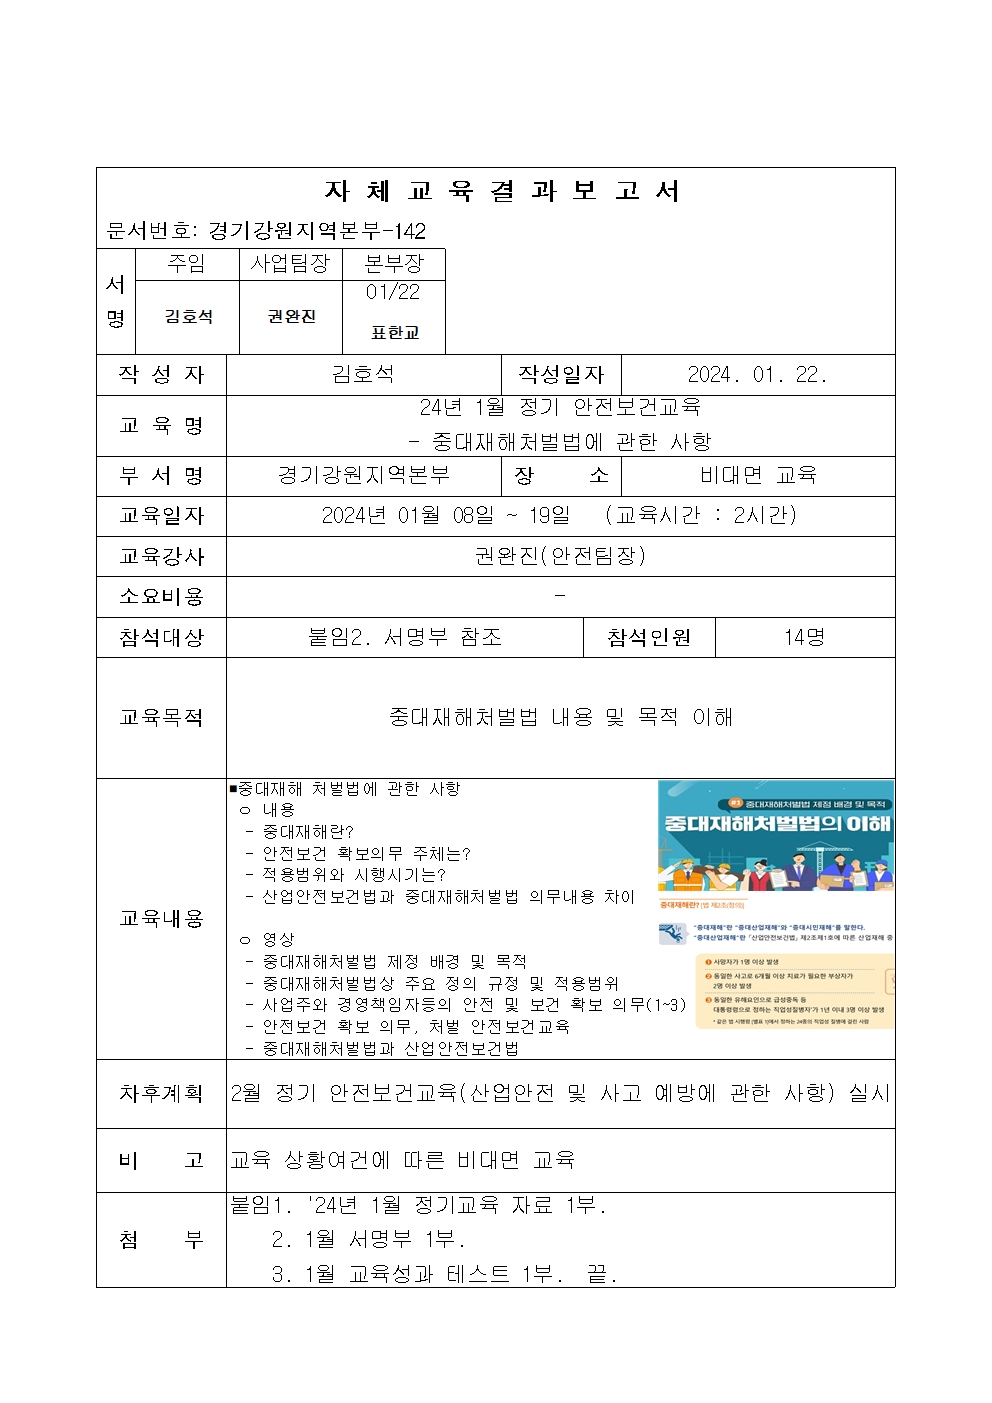 자 체 교 육 결 과 보 고 서
문서번호: 경기강원지역본부-142
서명 주임 사업팀장 본부장
01/22
김호석 권완진 표한교
작 성 자 김호석 작성일자 2024. 01. 22.
교 육 명 24년 1월 정기 안전보건교육
- 중대재해처벌법에 관한 사항
부 서 명 경기강원지역본부 장 소 비대면 교육
교육일자 2024년 01월 08일 ~ 19일 (교육시간 : 2시간)
교육강사 권완진(안전팀장)
소요비용 -
참석대상 붙임2. 서명부 참조 참석인원 14명
교육목적 중대재해처벌법 내용 및 목적 이해
교육내용
■중대재해 처벌법에 관한 사항
ㅇ 내용
- 중대재해란?
- 안전보건 확보의무 주체는?
- 적용범위와 시행시기는?
- 산업안전보건법과 중대재해처벌법 의무내용 차이
ㅇ 영상
- 중대재해처벌법 제정 배경 및 목적
- 중대재해처벌법상 주요 정의 규정 및 적용범위
- 사업주와 경영책임자등의 안전 및 보건 확보 의무(1~3)
- 안전보건 확보 의무, 처벌 안전보건교육
- 중대재해처벌법과 산업안전보건법
#1 중대재해처벌법 제정 배경 및 목적
중대재해처벌법의 이해
중대재해란? [법 제2조(정의)]
"중대재해"란 "중대산업재해"와 "중대시민재해"를 말한다.
"중대산업재해"란 「산업안전보건법」 제2조제1호에 따른 산업재해 중
1 사망자가 1명 이상 발생
2 동일한 사고로 6개월 이상 치료가 필요한 부상자가
2명 이상 발생
3 동일한 유해요인으로 급성중독 등
대통령령으로 정하는 직업성질병자*가 1년 이내 3명 이상 발생
* 같은 법 시행령 [별표 1]에서 정하는 24종의 직업성 질병에 걸린 사람
차후계획 2월 정기 안전보건교육(산업안전 및 사고 예방에 관한 사항) 실시
비 고 교육 상황여건에 따른 비대면 교육
첨 부 붙임1. '24년 1월 정기교육 자료 1부.
2. 1월 서명부 1부.
3. 1월 교육성과 테스트 1부. 끝.